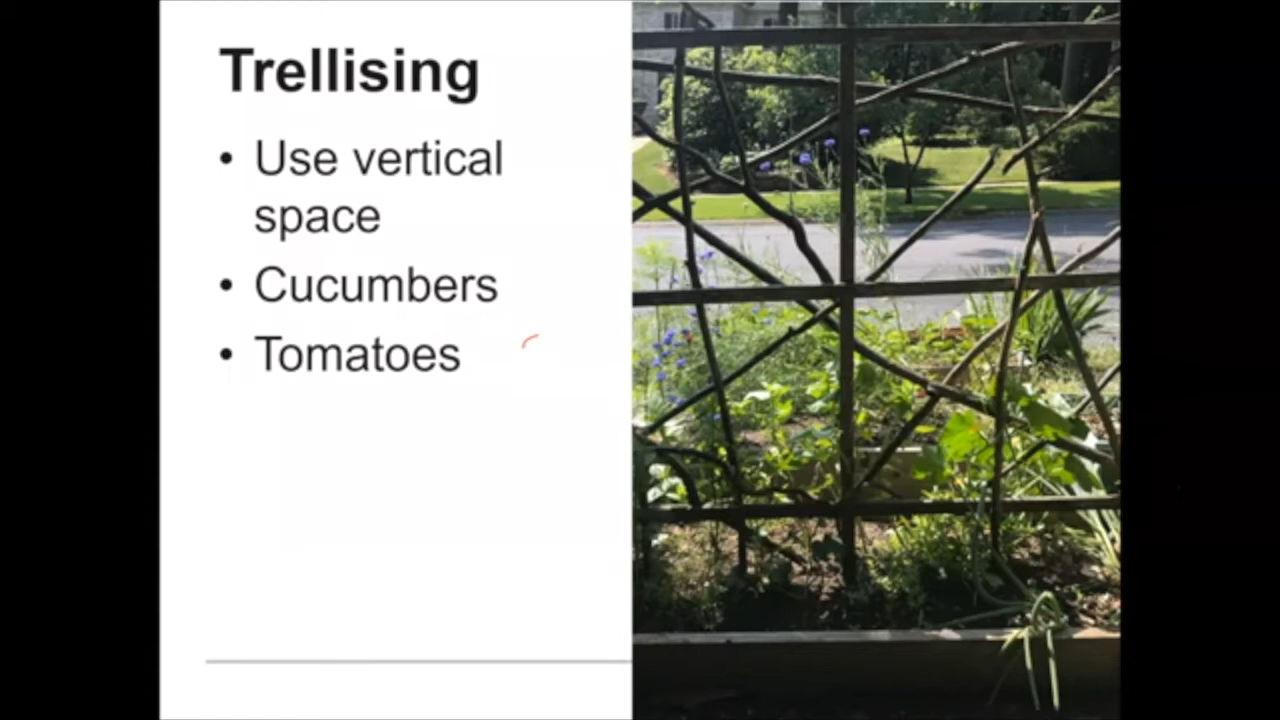 Trellising
• Use vertical
space
• Cucumbers
• Tomatoes